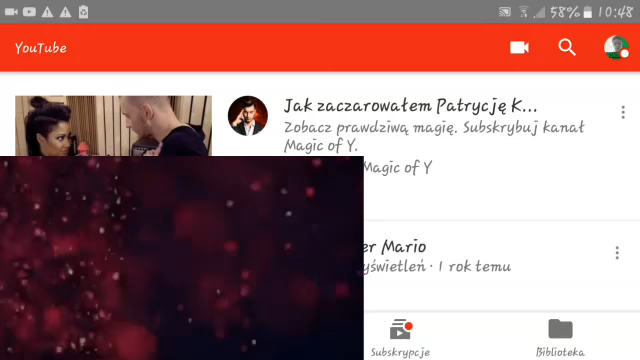 58% 10:48
YouTube
Jak zaczarowałem Patrycję K...
Zobacz prawdziwą magię. Subskrybuj kanał
Magic of Y.
Magic of Y
er Mario
yświetleń · 1 rok temu
Subskrypcje
Biblioteka